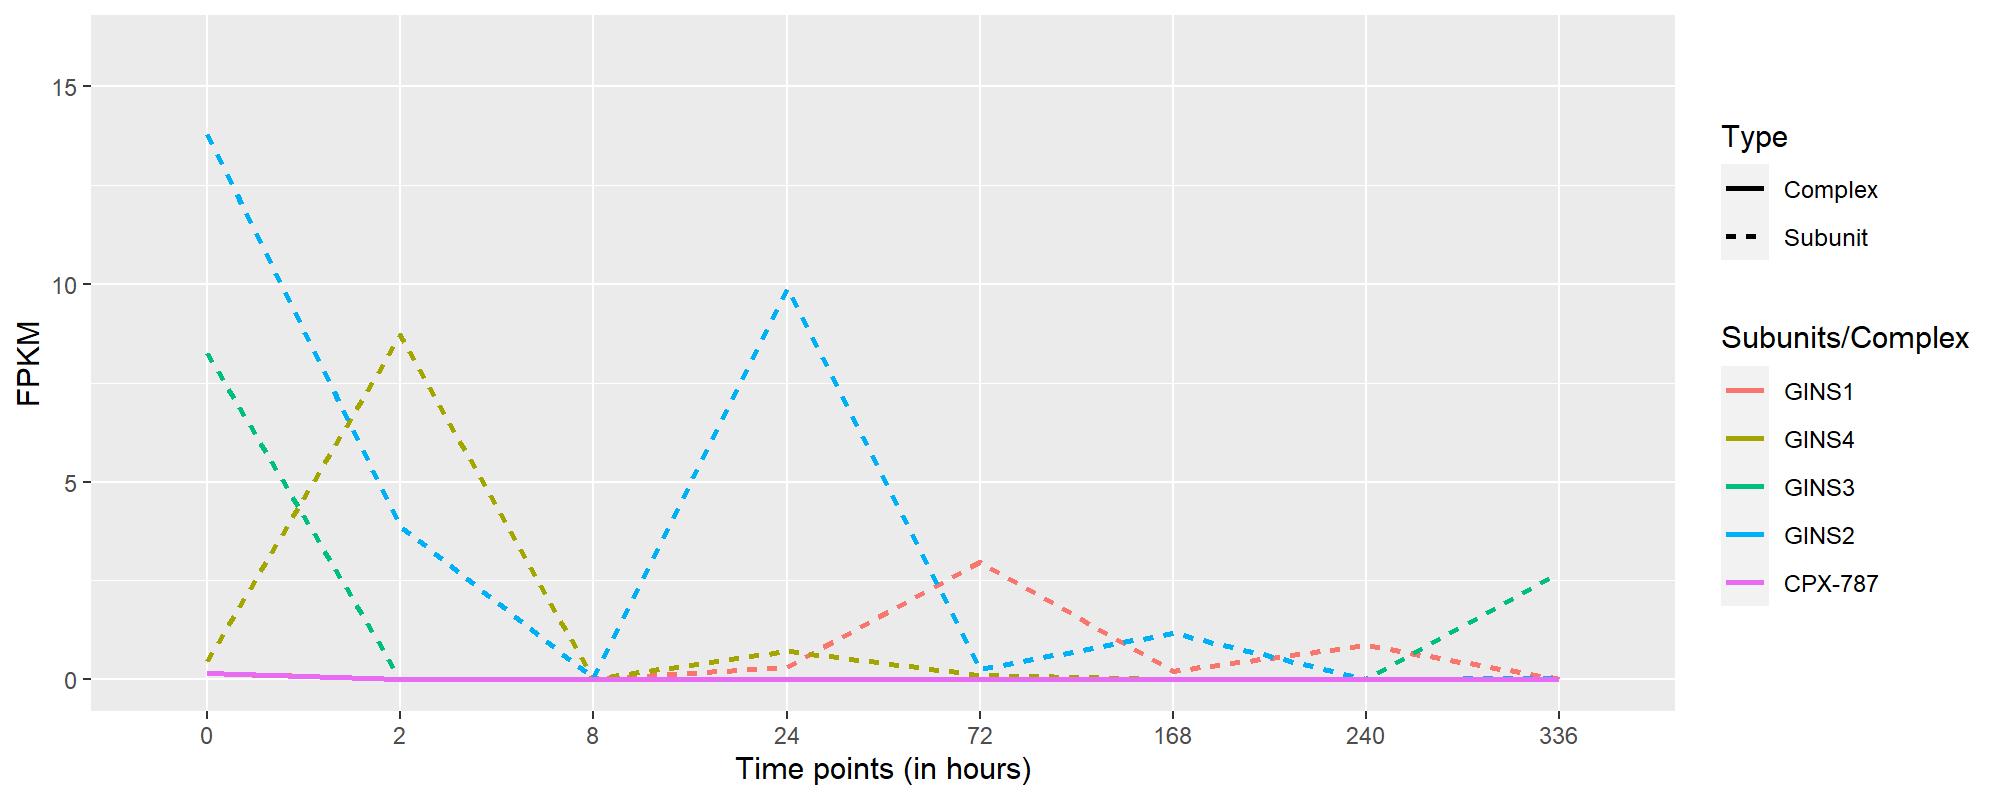 15
10
5
0
FPKM
0 2 8 24 72 168 240 336
Time points (in hours)
Type
Complex
Subunit
Subunits/Complex
GINS1
GINS4
GINS3
GINS2
CPX-787